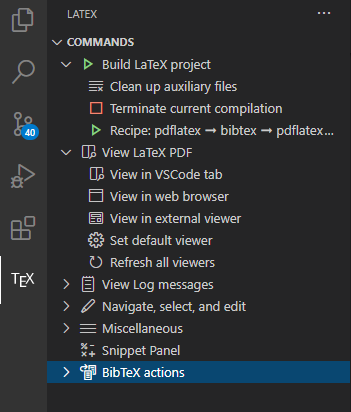 LATEX
COMMANDS
Build LaTeX project
Clean up auxiliary files
Terminate current compilation
Recipe: pdflatex → bibtex → pdflatex...
View LaTeX PDF
View in VSCode tab
View in web browser
View in external viewer
Set default viewer
Refresh all viewers
View Log messages
Navigate, select, and edit
Miscellaneous
Snippet Panel
BibTeX actions
40
TEX